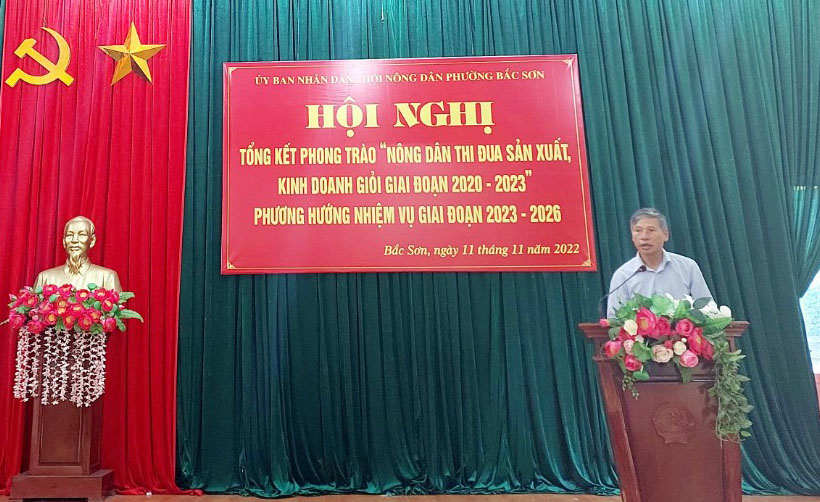 ỦY BAN NHÂN DÂN - HỘI NÔNG DÂN PHƯỜNG BẮC SƠN
HỘI NGHỊ
TỔNG KẾT PHONG TRÀO "NÔNG DÂN THI ĐUA SẢN XUẤT,
KINH DOANH GIỎI GIAI ĐOẠN 2020 - 2023"
PHƯƠNG HƯỚNG NHIỆM VỤ GIAI ĐOẠN 2023 - 2026
Bắc Sơn, ngày 11 tháng 11 năm 2022